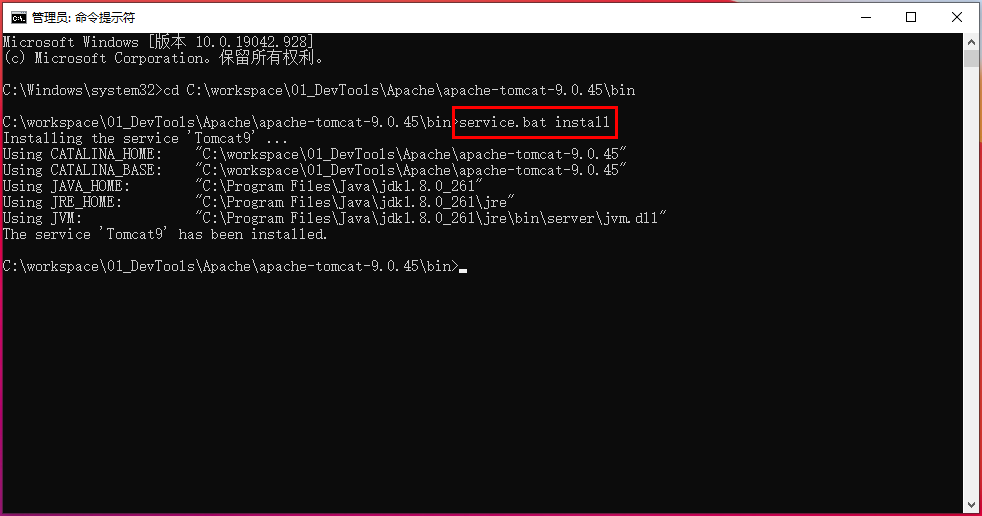 管理员: 命令提示符
Microsoft Windows [版本 10.0.19042.928]
(c) Microsoft Corporation。保留所有权利。
C:\Windows\system32>cd C:\workspace\01_DevTools\Apache\apache-tomcat-9.0.45\bin
C:\workspace\01_DevTools\Apache\apache-tomcat-9.0.45\bin>service.bat install
Installing the service 'Tomcat9' ...
Using CATALINA_HOME:    "C:\workspace\01_DevTools\Apache\apache-tomcat-9.0.45"
Using CATALINA_BASE:    "C:\workspace\01_DevTools\Apache\apache-tomcat-9.0.45"
Using JAVA_HOME:        "C:\Program Files\Java\jdk1.8.0_261"
Using JRE_HOME:         "C:\Program Files\Java\jdk1.8.0_261\jre"
Using JVM:              "C:\Program Files\Java\jdk1.8.0_261\jre\bin\server\jvm.dll"
The service 'Tomcat9' has been installed.
C:\workspace\01_DevTools\Apache\apache-tomcat-9.0.45\bin>